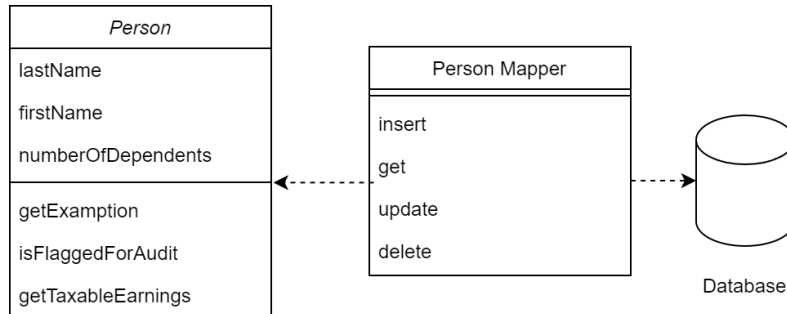 Person
lastName
firstName
numberOfDependents
getExamption
isFlaggedForAudit
getTaxableEarnings
Person Mapper
insert
get
update
delete
Database